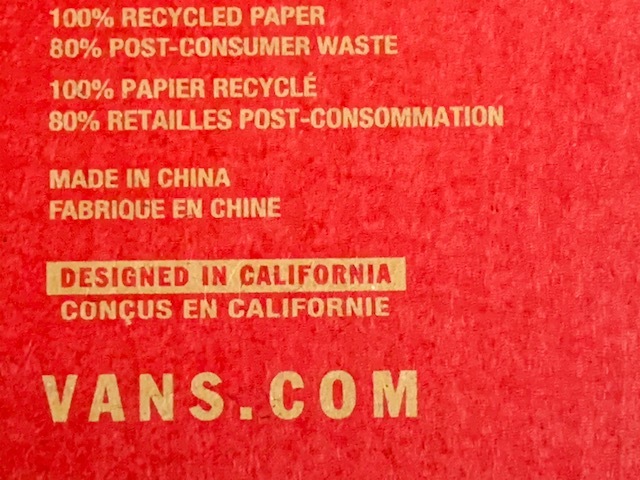 100% RECYCLED PAPER
80% POST-CONSUMER WASTE
100% PAPIER RECYCLÉ
80% RETAILLES POST-CONSOMMATION
MADE IN CHINA
FABRIQUE EN CHINE
DESIGNED IN CALIFORNIA
CONÇUS EN CALIFORNIE
VANS.COM